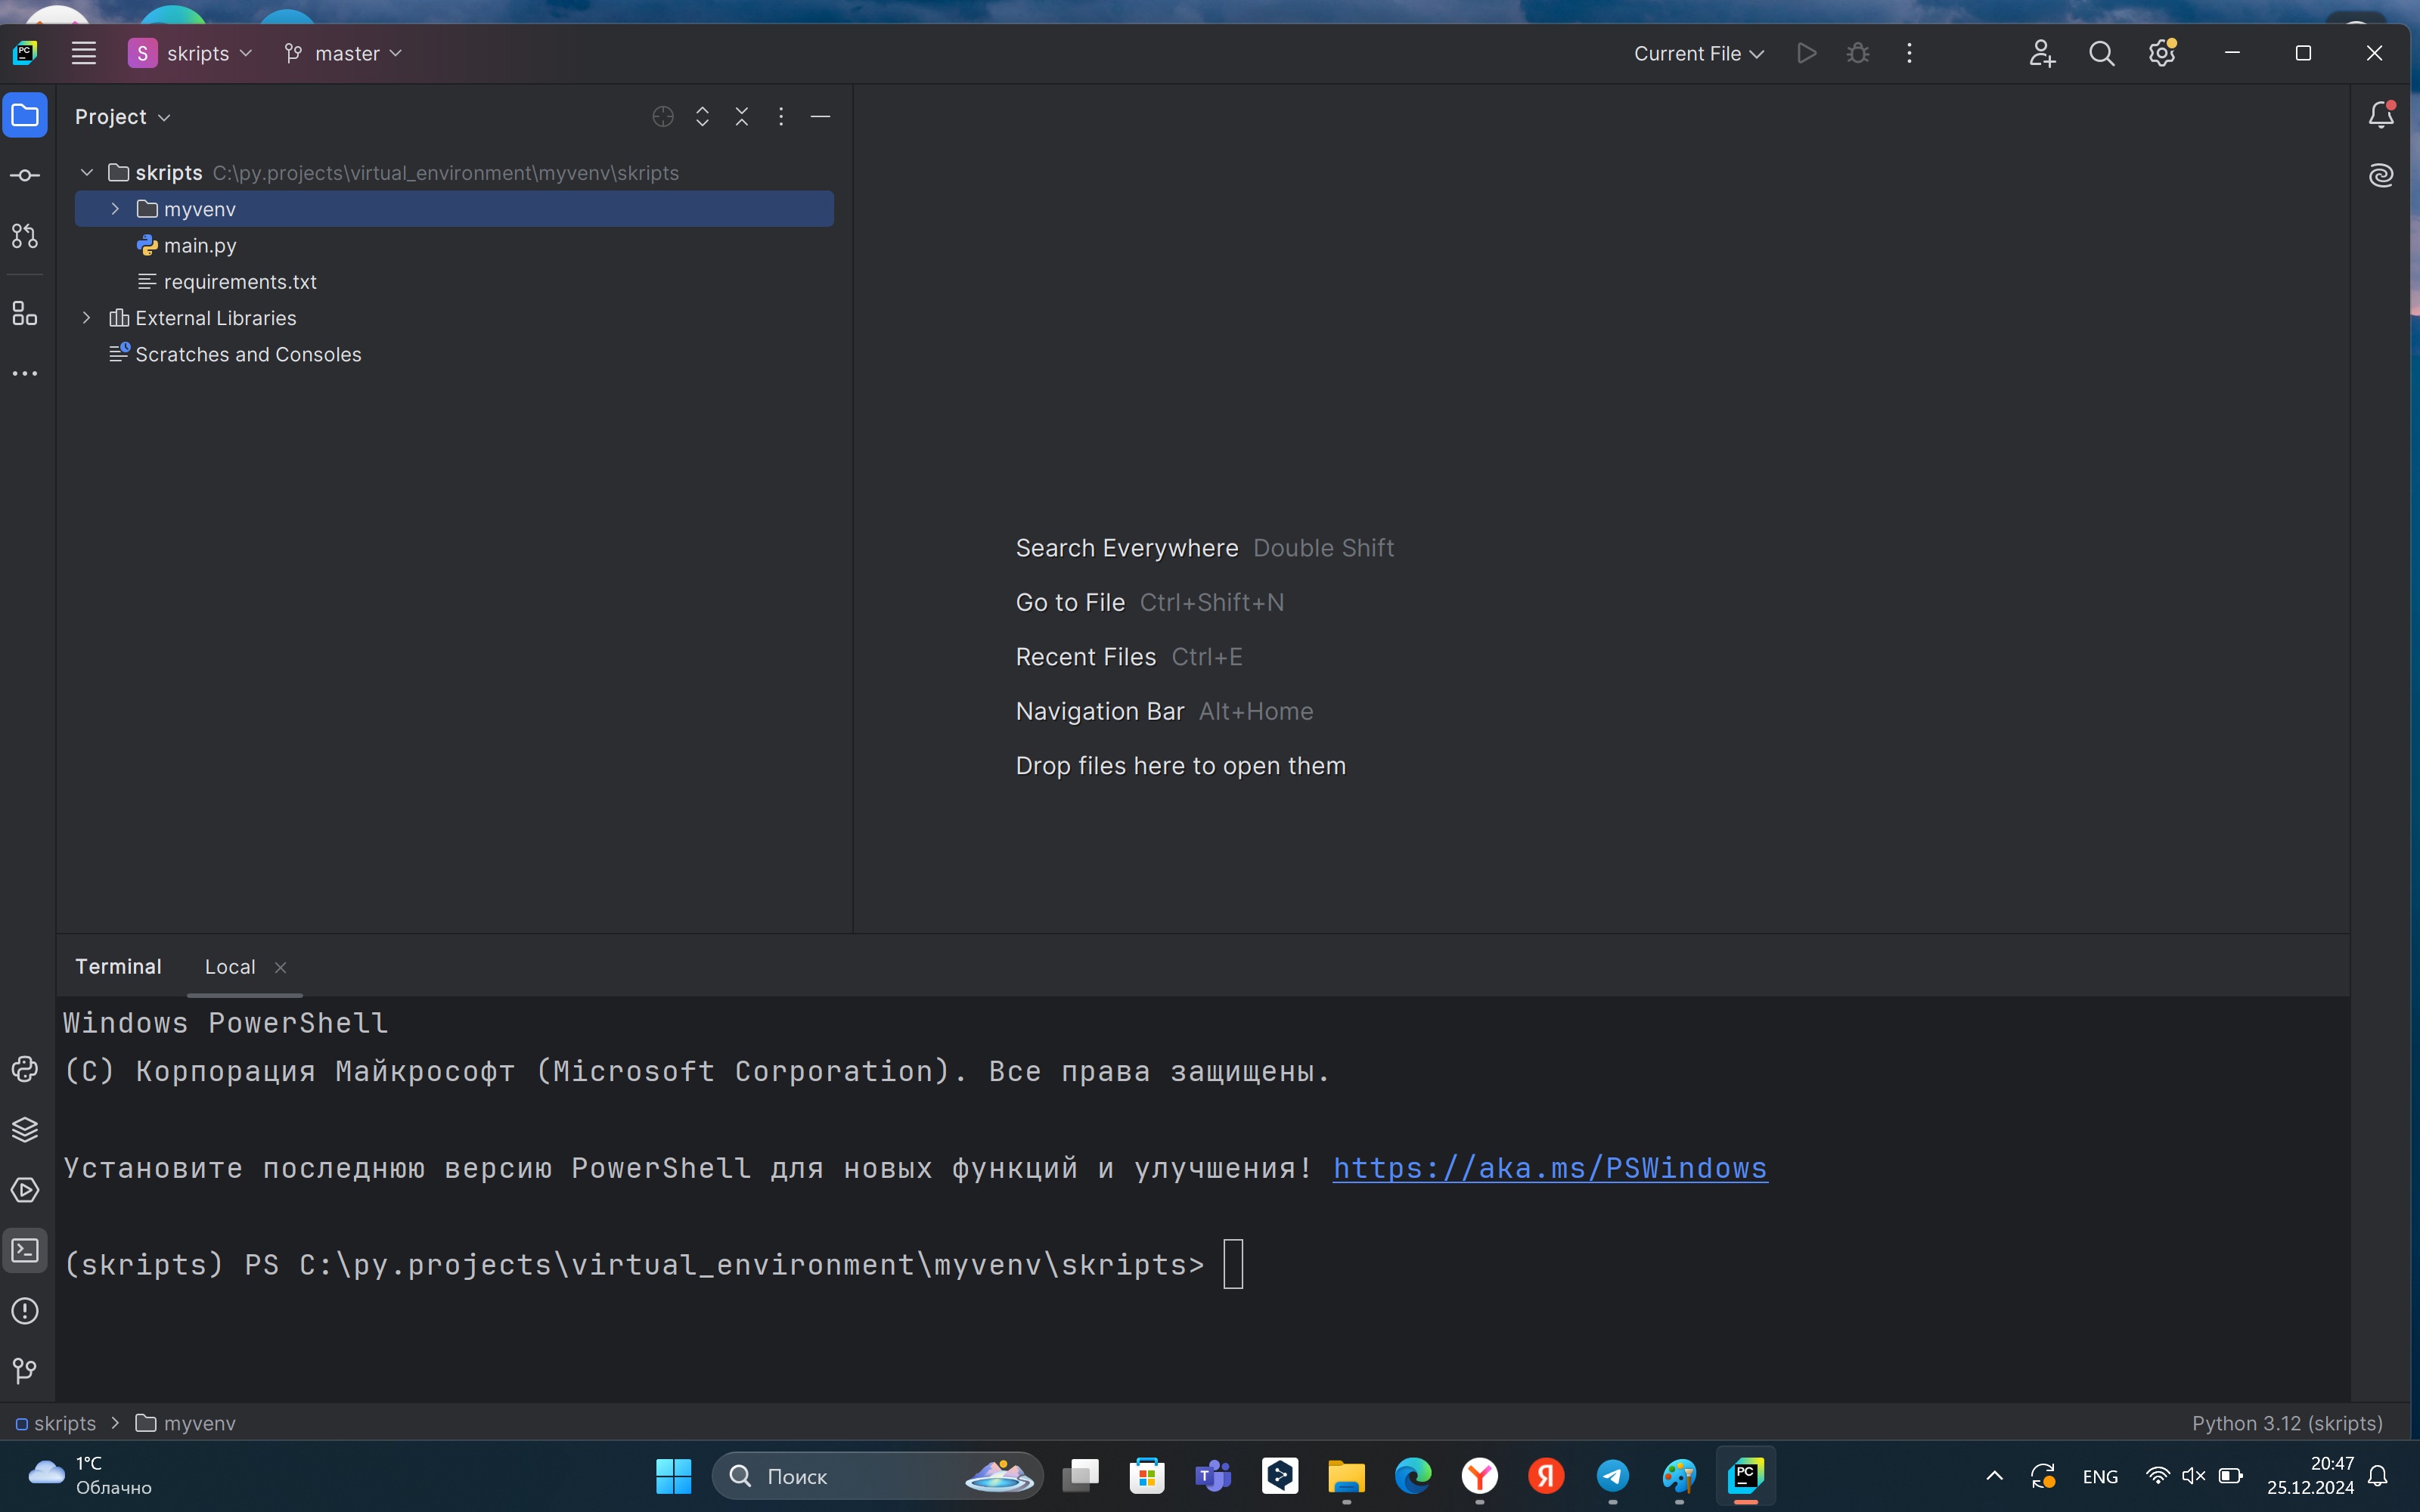 PC
S skripts
master
Current File
Project
skripts C:\py.projects\virtual_environment\myvenv\skripts
myvenv
main.py
requirements.txt
External Libraries
Scratches and Consoles
Search Everywhere Double Shift
Go to File Ctrl+Shift+N
Recent Files Ctrl+E
Navigation Bar Alt+Home
Drop files here to open them
Terminal
Local
Windows PowerShell
(C) Корпорация Майкрософт (Microsoft Corporation). Все права защищены.
Установите последнюю версию PowerShell для новых функций и улучшения! https://aka.ms/PSWindows
(skripts) PS C:\py.projects\virtual_environment\myvenv\skripts>
skripts
myvenv
Python 3.12 (skripts)
1°C
Облачно
Поиск
T
Y
Я
PC
ENG
20:47
25.12.2024